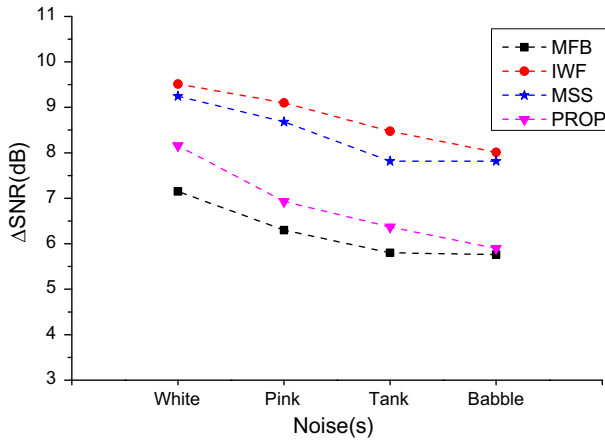 11
10
9
8
7
6
5
4
3
ΔSNR(dB)
White Pink Tank Babble
Noise(s)
MFB
IWF
MSS
PROP